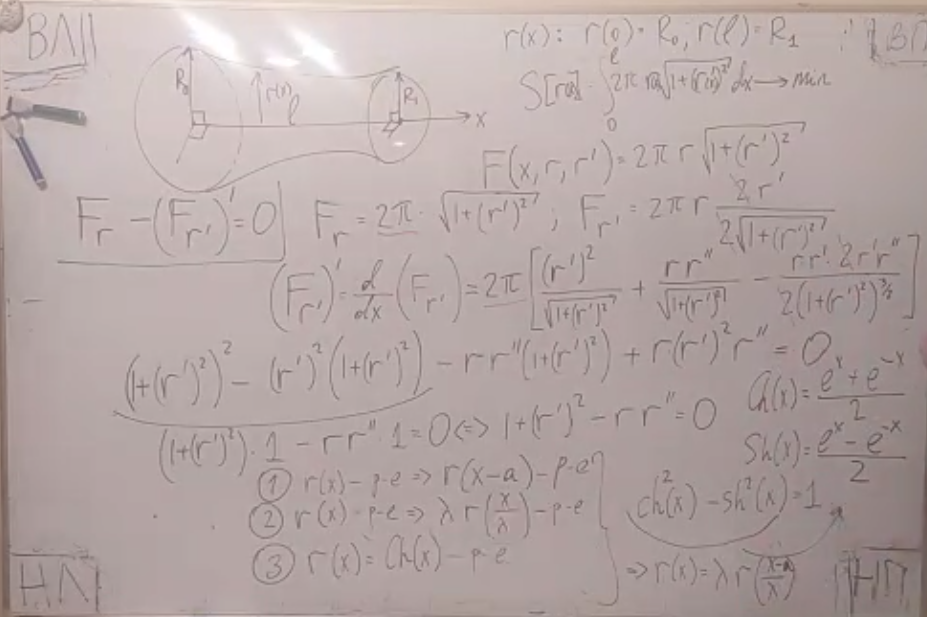 ВЛ
r(x): r(0) = R₀; r(l) = R₁
ВП
R₀ r(x) l R₁ x
S[r(x)] = ∫₀ˡ 2π r(x) √(1+(r'(x))²) dx → min
F(x, r, r') = 2π r √(1+(r')²)
F_r − (F_r')' = 0
F_r = 2π · √(1+(r')²) ; F_r' = 2π r 2r' / (2√(1+(r')²))
(F_r')' = d/dx (F_r') = 2π [ (r')²/√(1+(r')²) + r r''/√(1+(r')²) − r r' · 2 r' r''/(2(1+(r')²)^(3/2)) ]
(1+(r')²)² − (r')²(1+(r')²) − r r''(1+(r')²) + r(r')² r'' = 0
Ch(x) = (eˣ + e⁻ˣ)/2
(1+(r')²) · 1 − r r'' · 1 = 0 <=> 1+(r')² − r r'' = 0
Sh(x) = (eˣ − e⁻ˣ)/2
① r(x) − р-е => r(x−a) − р-е
② r(x) − р-е => λ r(x/λ) − р-е
ch²(x) − sh²(x) = 1
③ r(x) = Ch(x) − р-е
=> r(x) = λ r((x−a)/λ)
НЛ
НП